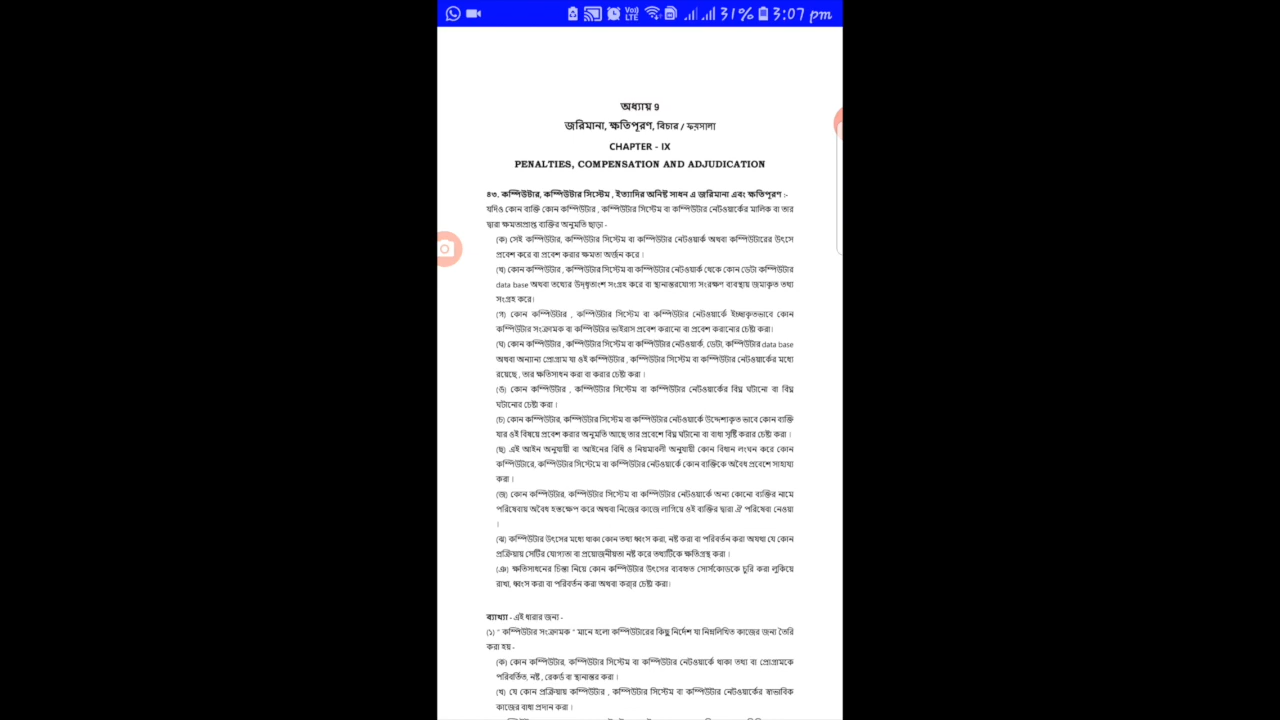 31% 3:07 pm
অধ্যায় 9
জরিমানা, ক্ষতিপূরণ, বিচার / ফয়সালা
CHAPTER - IX
PENALTIES, COMPENSATION AND ADJUDICATION
৪৩. কম্পিউটার, কম্পিউটার সিস্টেম , ইত্যাদির অনিষ্ট সাধন এ জরিমানা এবং ক্ষতিপূরণ :-
যদিও কোন ব্যক্তি কোন কম্পিউটার , কম্পিউটার সিস্টেম বা কম্পিউটার নেটওয়ার্কের মালিক বা তার
দ্বারা ক্ষমতাপ্রাপ্ত ব্যক্তির অনুমতি ছাড়া -
(ক) সেই কম্পিউটার, কম্পিউটার সিস্টেম বা কম্পিউটার নেটওয়ার্ক অথবা কম্পিউটারের উৎসে
প্রবেশ করে বা প্রবেশ করার ক্ষমতা অর্জন করে ।
(খ) কোন কম্পিউটার , কম্পিউটার সিস্টেম বা কম্পিউটার নেটওয়ার্ক থেকে কোন ডেটা কম্পিউটার
data base অথবা তথ্যের উদ্ধৃতাংশ সংগ্রহ করে বা স্থানান্তরযোগ্য সংরক্ষণ ব্যবস্থায় জমাকৃত তথ্য
সংগ্রহ করে।
(গ) কোন কম্পিউটার , কম্পিউটার সিস্টেম বা কম্পিউটার নেটওয়ার্কে ইচ্ছাকৃতভাবে কোন
কম্পিউটার সংক্রামক বা কম্পিউটার ভাইরাস প্রবেশ করানো বা প্রবেশ করানোর চেষ্টা করা।
(ঘ) কোন কম্পিউটার , কম্পিউটার সিস্টেম বা কম্পিউটার নেটওয়ার্ক, ডেটা, কম্পিউটার data base
অথবা অন্যান্য প্রোগ্রাম যা ওই কম্পিউটার , কম্পিউটার সিস্টেম বা কম্পিউটার নেটওয়ার্কের মধ্যে
রয়েছে , তার ক্ষতিসাধন করা বা করার চেষ্টা করা ।
(ঙ) কোন কম্পিউটার , কম্পিউটার সিস্টেম বা কম্পিউটার নেটওয়ার্কের বিঘ্ন ঘটানো বা বিঘ্ন
ঘটানোর চেষ্টা করা ।
(চ) কোন কম্পিউটার, কম্পিউটার সিস্টেম বা কম্পিউটার নেটওয়ার্কে উদ্দেশ্যকৃত ভাবে কোন ব্যক্তি
যার ওই বিষয়ে প্রবেশ করার অনুমতি আছে তার প্রবেশে বিঘ্ন ঘটানো বা বাধা সৃষ্টি করার চেষ্টা করা ।
(ছ) এই আইন অনুযায়ী বা আইনের বিধি ও নিয়মাবলী অনুযায়ী কোন বিধান লংঘন করে কোন
কম্পিউটারে, কম্পিউটার সিস্টেমে বা কম্পিউটার নেটওয়ার্কে কোন ব্যক্তিকে অবৈধ প্রবেশে সাহায্য
করা ।
(জ) কোন কম্পিউটার, কম্পিউটার সিস্টেম বা কম্পিউটার নেটওয়ার্কে অন্য কোনো ব্যক্তির নামে
পরিষেবায় অবৈধ হস্তক্ষেপ করে অথবা নিজের কাজে লাগিয়ে ওই ব্যক্তির দ্বারা ঐ পরিষেবা নেওয়া
।
(ঝ) কম্পিউটার উৎসের মধ্যে থাকা কোন তথ্য ধ্বংস করা, নষ্ট করা বা পরিবর্তন করা অথবা যে কোন
প্রক্রিয়ায় সেটির যোগ্যতা বা প্রয়োজনীয়তা নষ্ট করে তথ্যটিকে ক্ষতিগ্রস্থ করা ।
(ঞ) ক্ষতিসাধনের চিন্তা নিয়ে কোন কম্পিউটার উৎসের ব্যবহৃত সোর্সকোডকে চুরি করা লুকিয়ে
রাখা, ধ্বংস করা বা পরিবর্তন করা অথবা করার চেষ্টা করা।
ব্যাখ্যা - এই ধারার জন্য -
(১) " কম্পিউটার সংক্রামক " মানে হলো কম্পিউটারের কিছু নির্দেশ যা নিম্নলিখিত কাজের জন্য তৈরি
করা হয় -
(ক) কোন কম্পিউটার, কম্পিউটার সিস্টেম বা কম্পিউটার নেটওয়ার্কে থাকা তথ্য বা প্রোগ্রামকে
পরিবর্তিত, নষ্ট , রেকর্ড বা স্থানান্তর করা ।
(খ) যে কোন প্রক্রিয়ায় কম্পিউটার , কম্পিউটার সিস্টেম বা কম্পিউটার নেটওয়ার্কের স্বাভাবিক
কাজের বাধা প্রদান করা ।